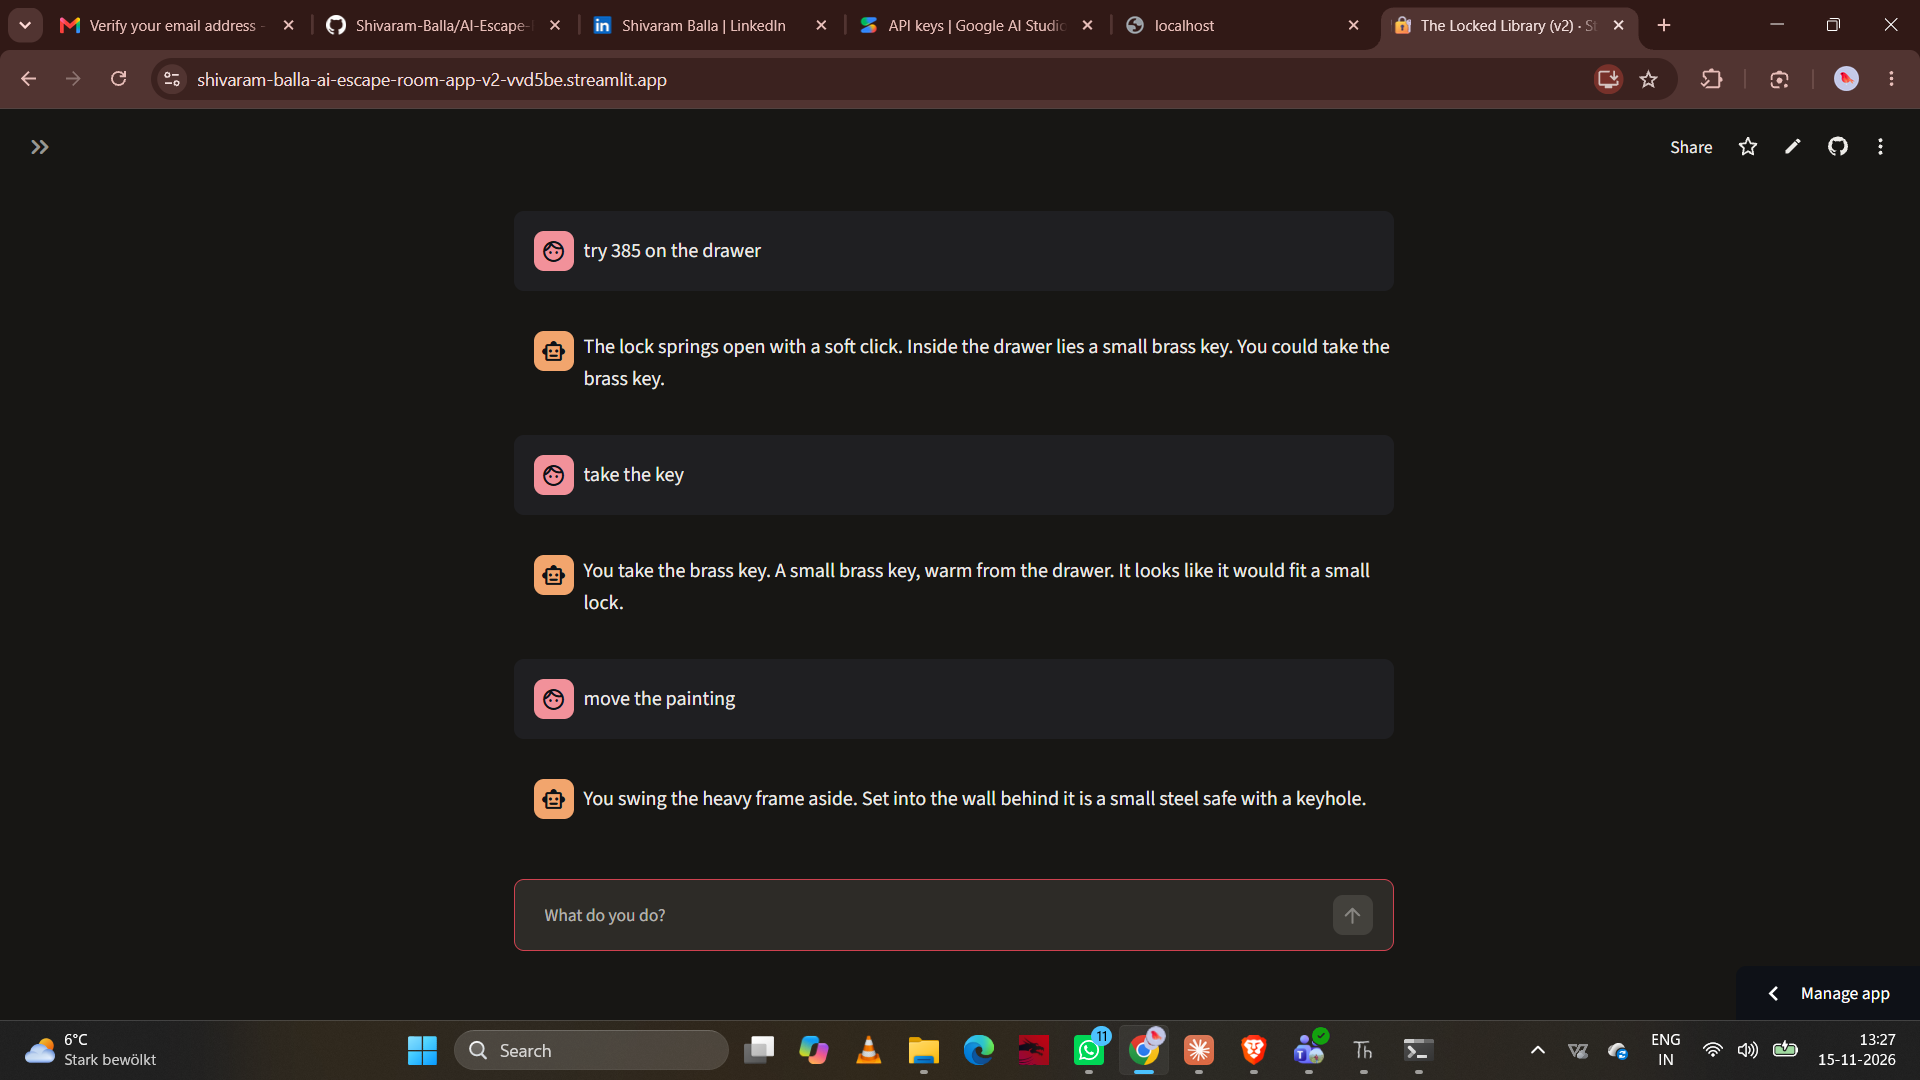 Verify your email address -
Shivaram-Balla/AI-Escape-
Shivaram Balla | LinkedIn
API keys | Google AI Studio
localhost
The Locked Library (v2) · St
shivaram-balla-ai-escape-room-app-v2-vvd5be.streamlit.app
Share
try 385 on the drawer
The lock springs open with a soft click. Inside the drawer lies a small brass key. You could take the
brass key.
take the key
You take the brass key. A small brass key, warm from the drawer. It looks like it would fit a small
lock.
move the painting
You swing the heavy frame aside. Set into the wall behind it is a small steel safe with a keyhole.
What do you do?
Manage app
6°C
Stark bewölkt
Search
11
Th
ENG
IN
13:27
15-11-2026